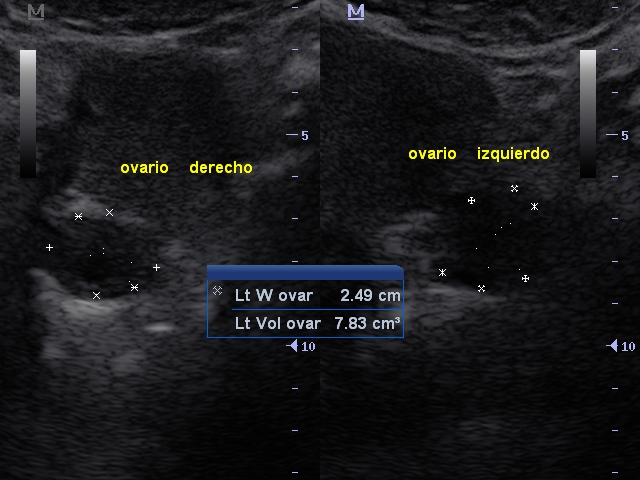 M
M
5
5
ovario izquierdo
ovario derecho
Lt W ovar 2.49 cm
Lt Vol ovar 7.83 cm³
10
10